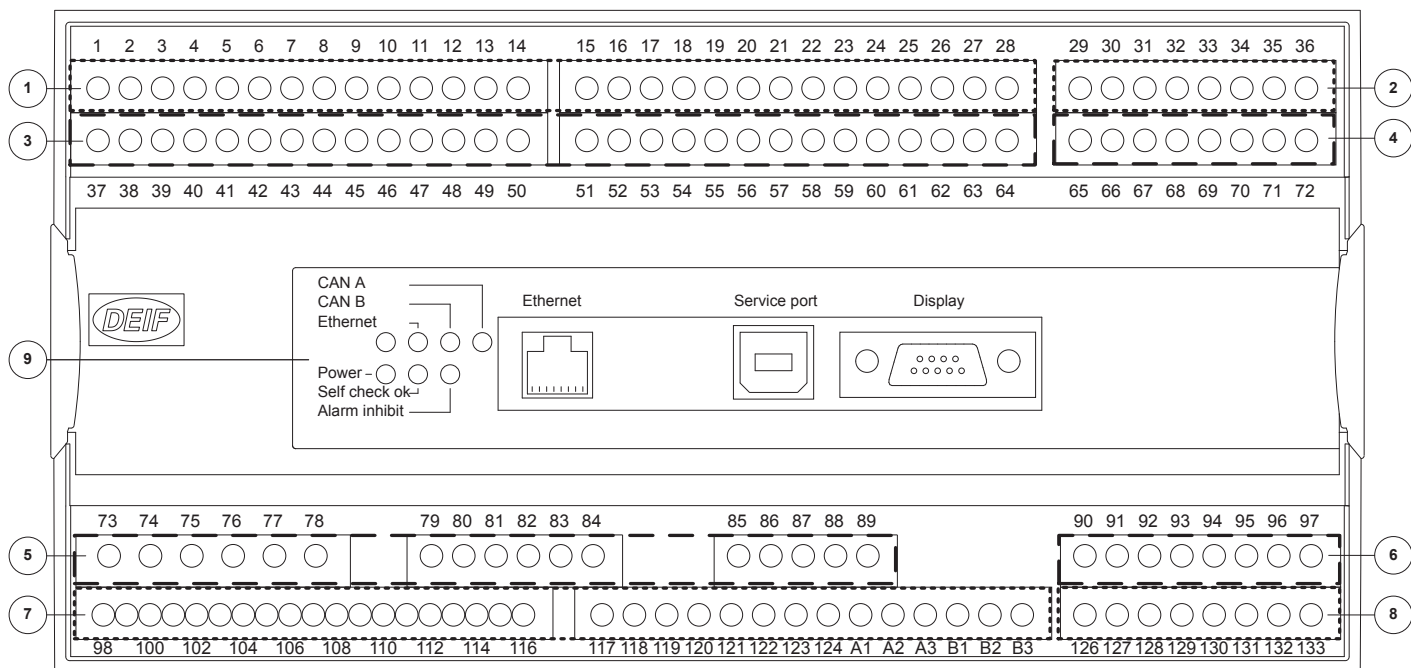 1 2 3 4 5 6 7 8 9 10 11 12 13 14 15 16 17 18 19 20 21 22 23 24 25 26 27 28 29 30 31 32 33 34 35 36
1 2
3 4
37 38 39 40 41 42 43 44 45 46 47 48 49 50 51 52 53 54 55 56 57 58 59 60 61 62 63 64 65 66 67 68 69 70 71 72
CAN A
CAN B
Ethernet
Ethernet Service port Display
DEIF
9
Power
Self check ok
Alarm inhibit
73 74 75 76 77 78 79 80 81 82 83 84 85 86 87 88 89 90 91 92 93 94 95 96 97
5 6
7 8
98 100 102 104 106 108 110 112 114 116 117 118 119 120 121 122 123 124 A1 A2 A3 B1 B2 B3 126 127 128 129 130 131 132 133